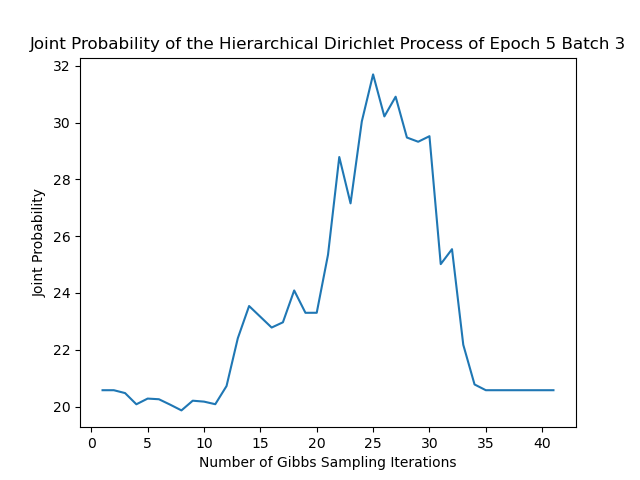 Joint Probability of the Hierarchical Dirichlet Process of Epoch 5 Batch 3
32
30
28
26
24
22
20
Joint Probability
0 5 10 15 20 25 30 35 40
Number of Gibbs Sampling Iterations